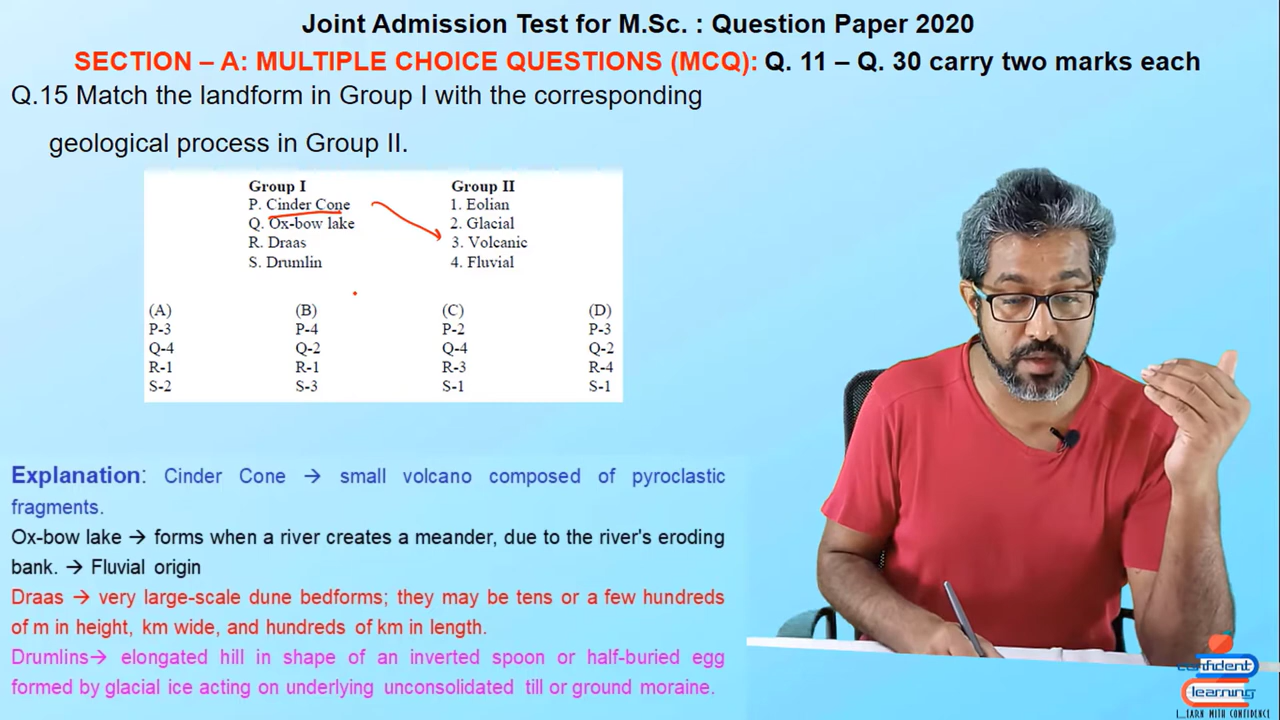 Joint Admission Test for M.Sc. : Question Paper 2020
SECTION – A: MULTIPLE CHOICE QUESTIONS (MCQ): Q. 11 – Q. 30 carry two marks each
Q.15 Match the landform in Group I with the corresponding
geological process in Group II.
Group I Group II
P. Cinder Cone 1. Eolian
Q. Ox-bow lake 2. Glacial
R. Draas 3. Volcanic
S. Drumlin 4. Fluvial
(A) (B) (C) (D)
P-3 P-4 P-2 P-3
Q-4 Q-2 Q-4 Q-2
R-1 R-1 R-3 R-4
S-2 S-3 S-1 S-1
Explanation: Cinder Cone → small volcano composed of pyroclastic
fragments.
Ox-bow lake → forms when a river creates a meander, due to the river's eroding
bank. → Fluvial origin
Draas → very large-scale dune bedforms; they may be tens or a few hundreds
of m in height, km wide, and hundreds of km in length.
Drumlins→ elongated hill in shape of an inverted spoon or half-buried egg
formed by glacial ice acting on underlying unconsolidated till or ground moraine.
confident
learning
LEARN WITH CONFIDENCE